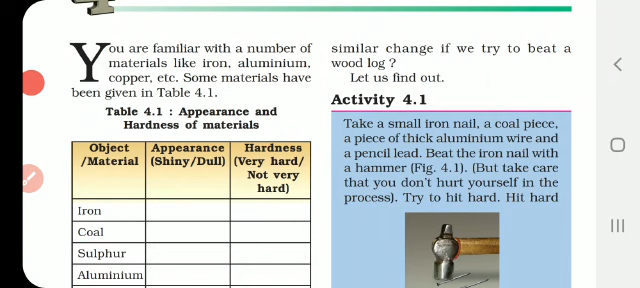 You are familiar with a number of
materials like iron, aluminium,
copper, etc. Some materials have
been given in Table 4.1.
Table 4.1 : Appearance and
Hardness of materials
Object /Material Appearance (Shiny/Dull) Hardness (Very hard/ Not very hard)
Iron
Coal
Sulphur
Aluminium
similar change if we try to beat a
wood log ?
Let us find out.
Activity 4.1
Take a small iron nail, a coal piece,
a piece of thick aluminium wire and
a pencil lead. Beat the iron nail with
a hammer (Fig. 4.1). (But take care
that you don't hurt yourself in the
process). Try to hit hard. Hit hard